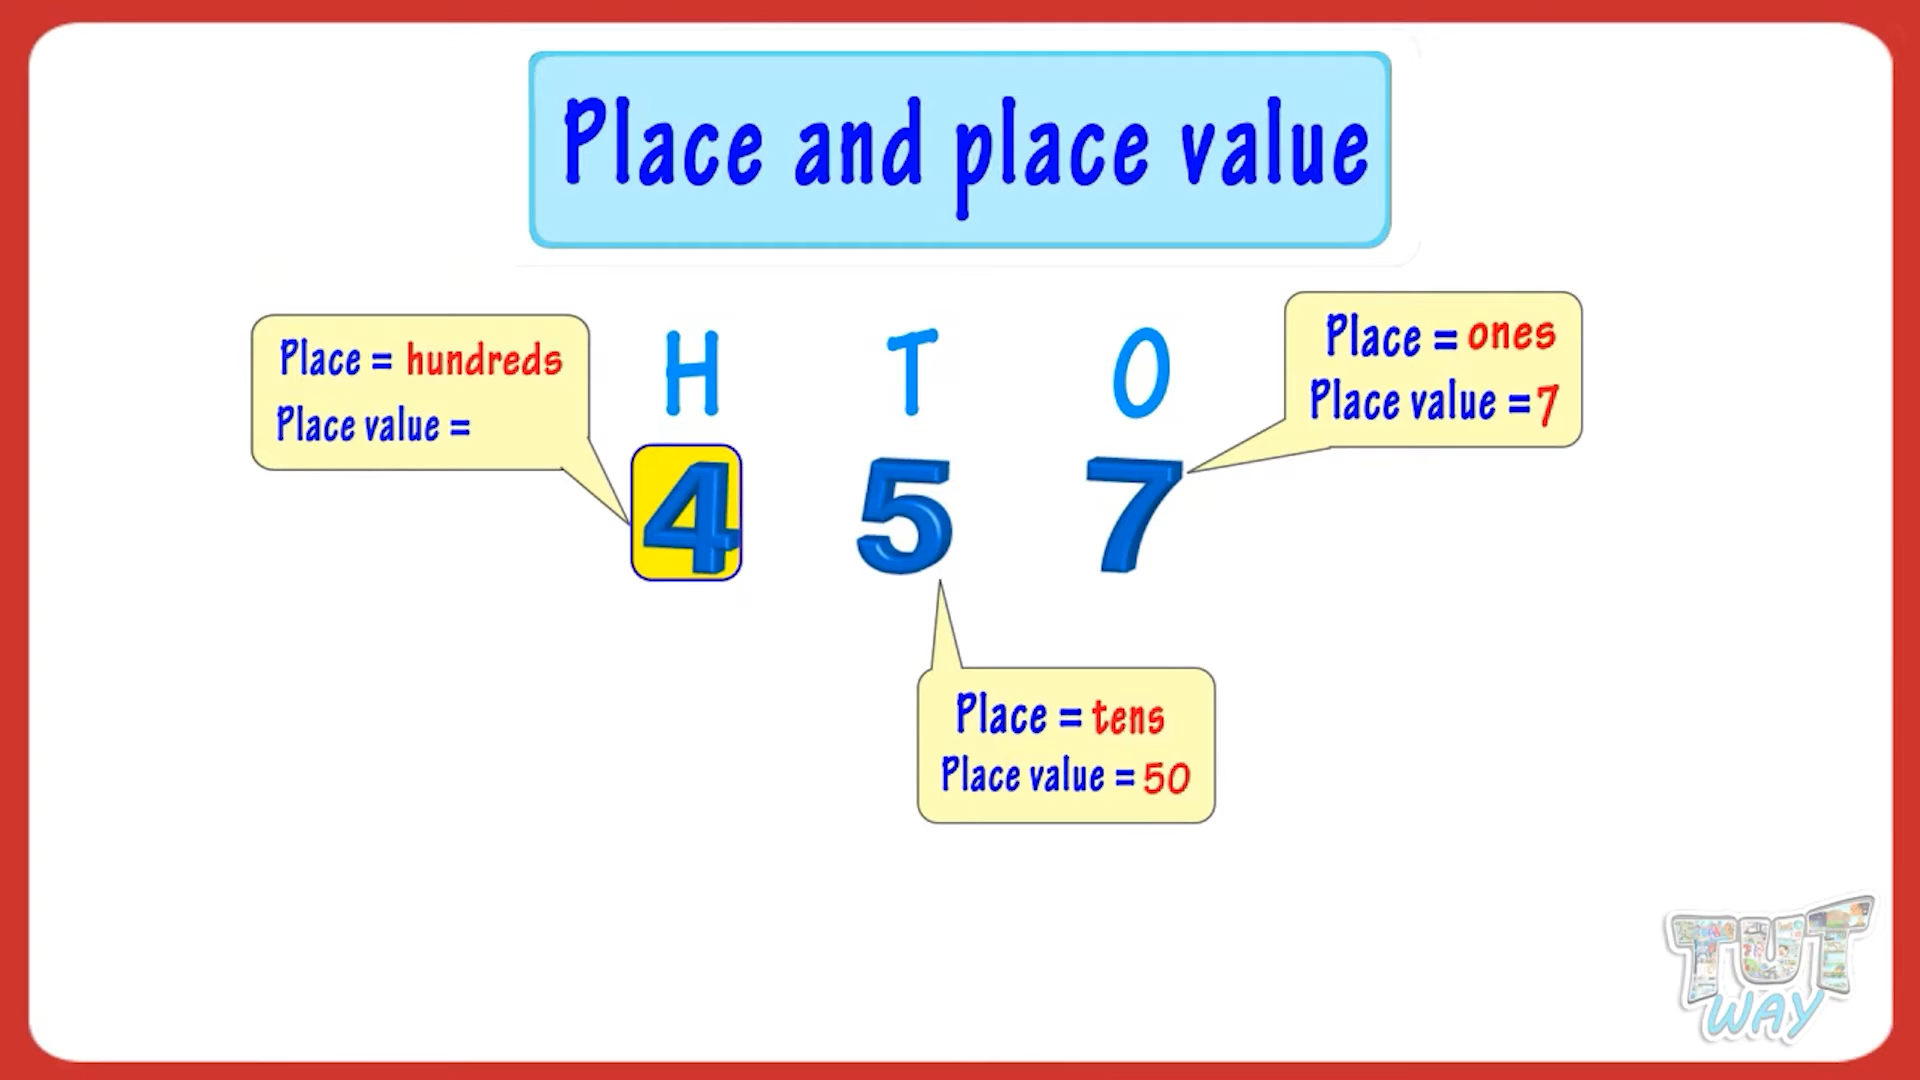 Place and place value
Place = hundreds
Place value =
H T O
4 5 7
Place = ones
Place value = 7
Place = tens
Place value = 50
TUT
WAY